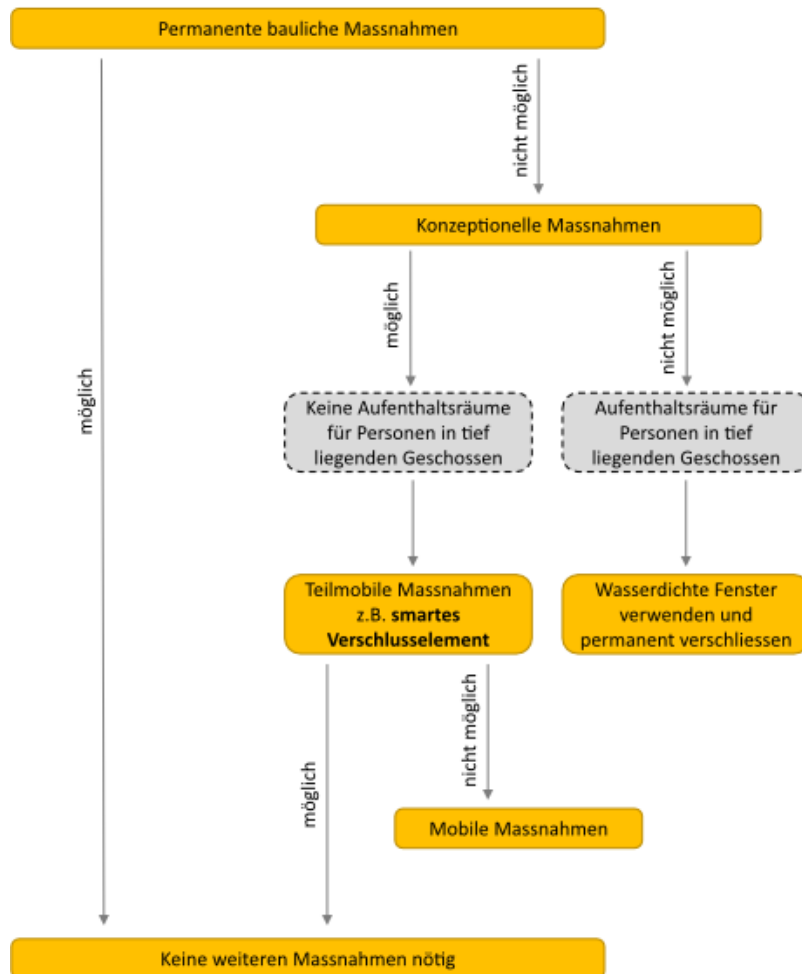 Permanente bauliche Massnahmen
nicht möglich
Konzeptionelle Massnahmen
möglich
möglich
nicht möglich
Keine Aufenthaltsräume
für Personen in tief
liegenden Geschossen
Aufenthaltsräume für
Personen in tief
liegenden Geschossen
Teilmobile Massnahmen
z.B. smartes
Verschlusselement
Wasserdichte Fenster
verwenden und
permanent verschliessen
möglich
nicht möglich
Mobile Massnahmen
Keine weiteren Massnahmen nötig